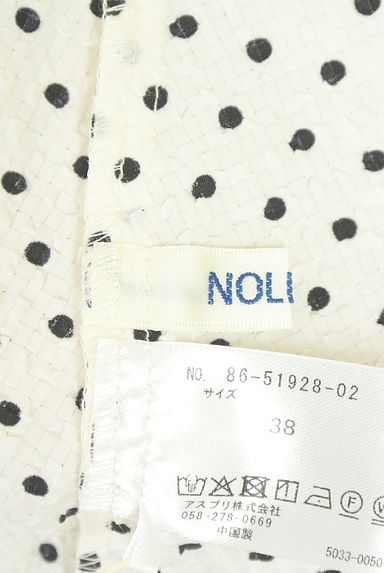 NOLI
NO. 86-51928-02
サイズ
38
アスプリ株式会社
058-278-0669
中国製
5033-0050